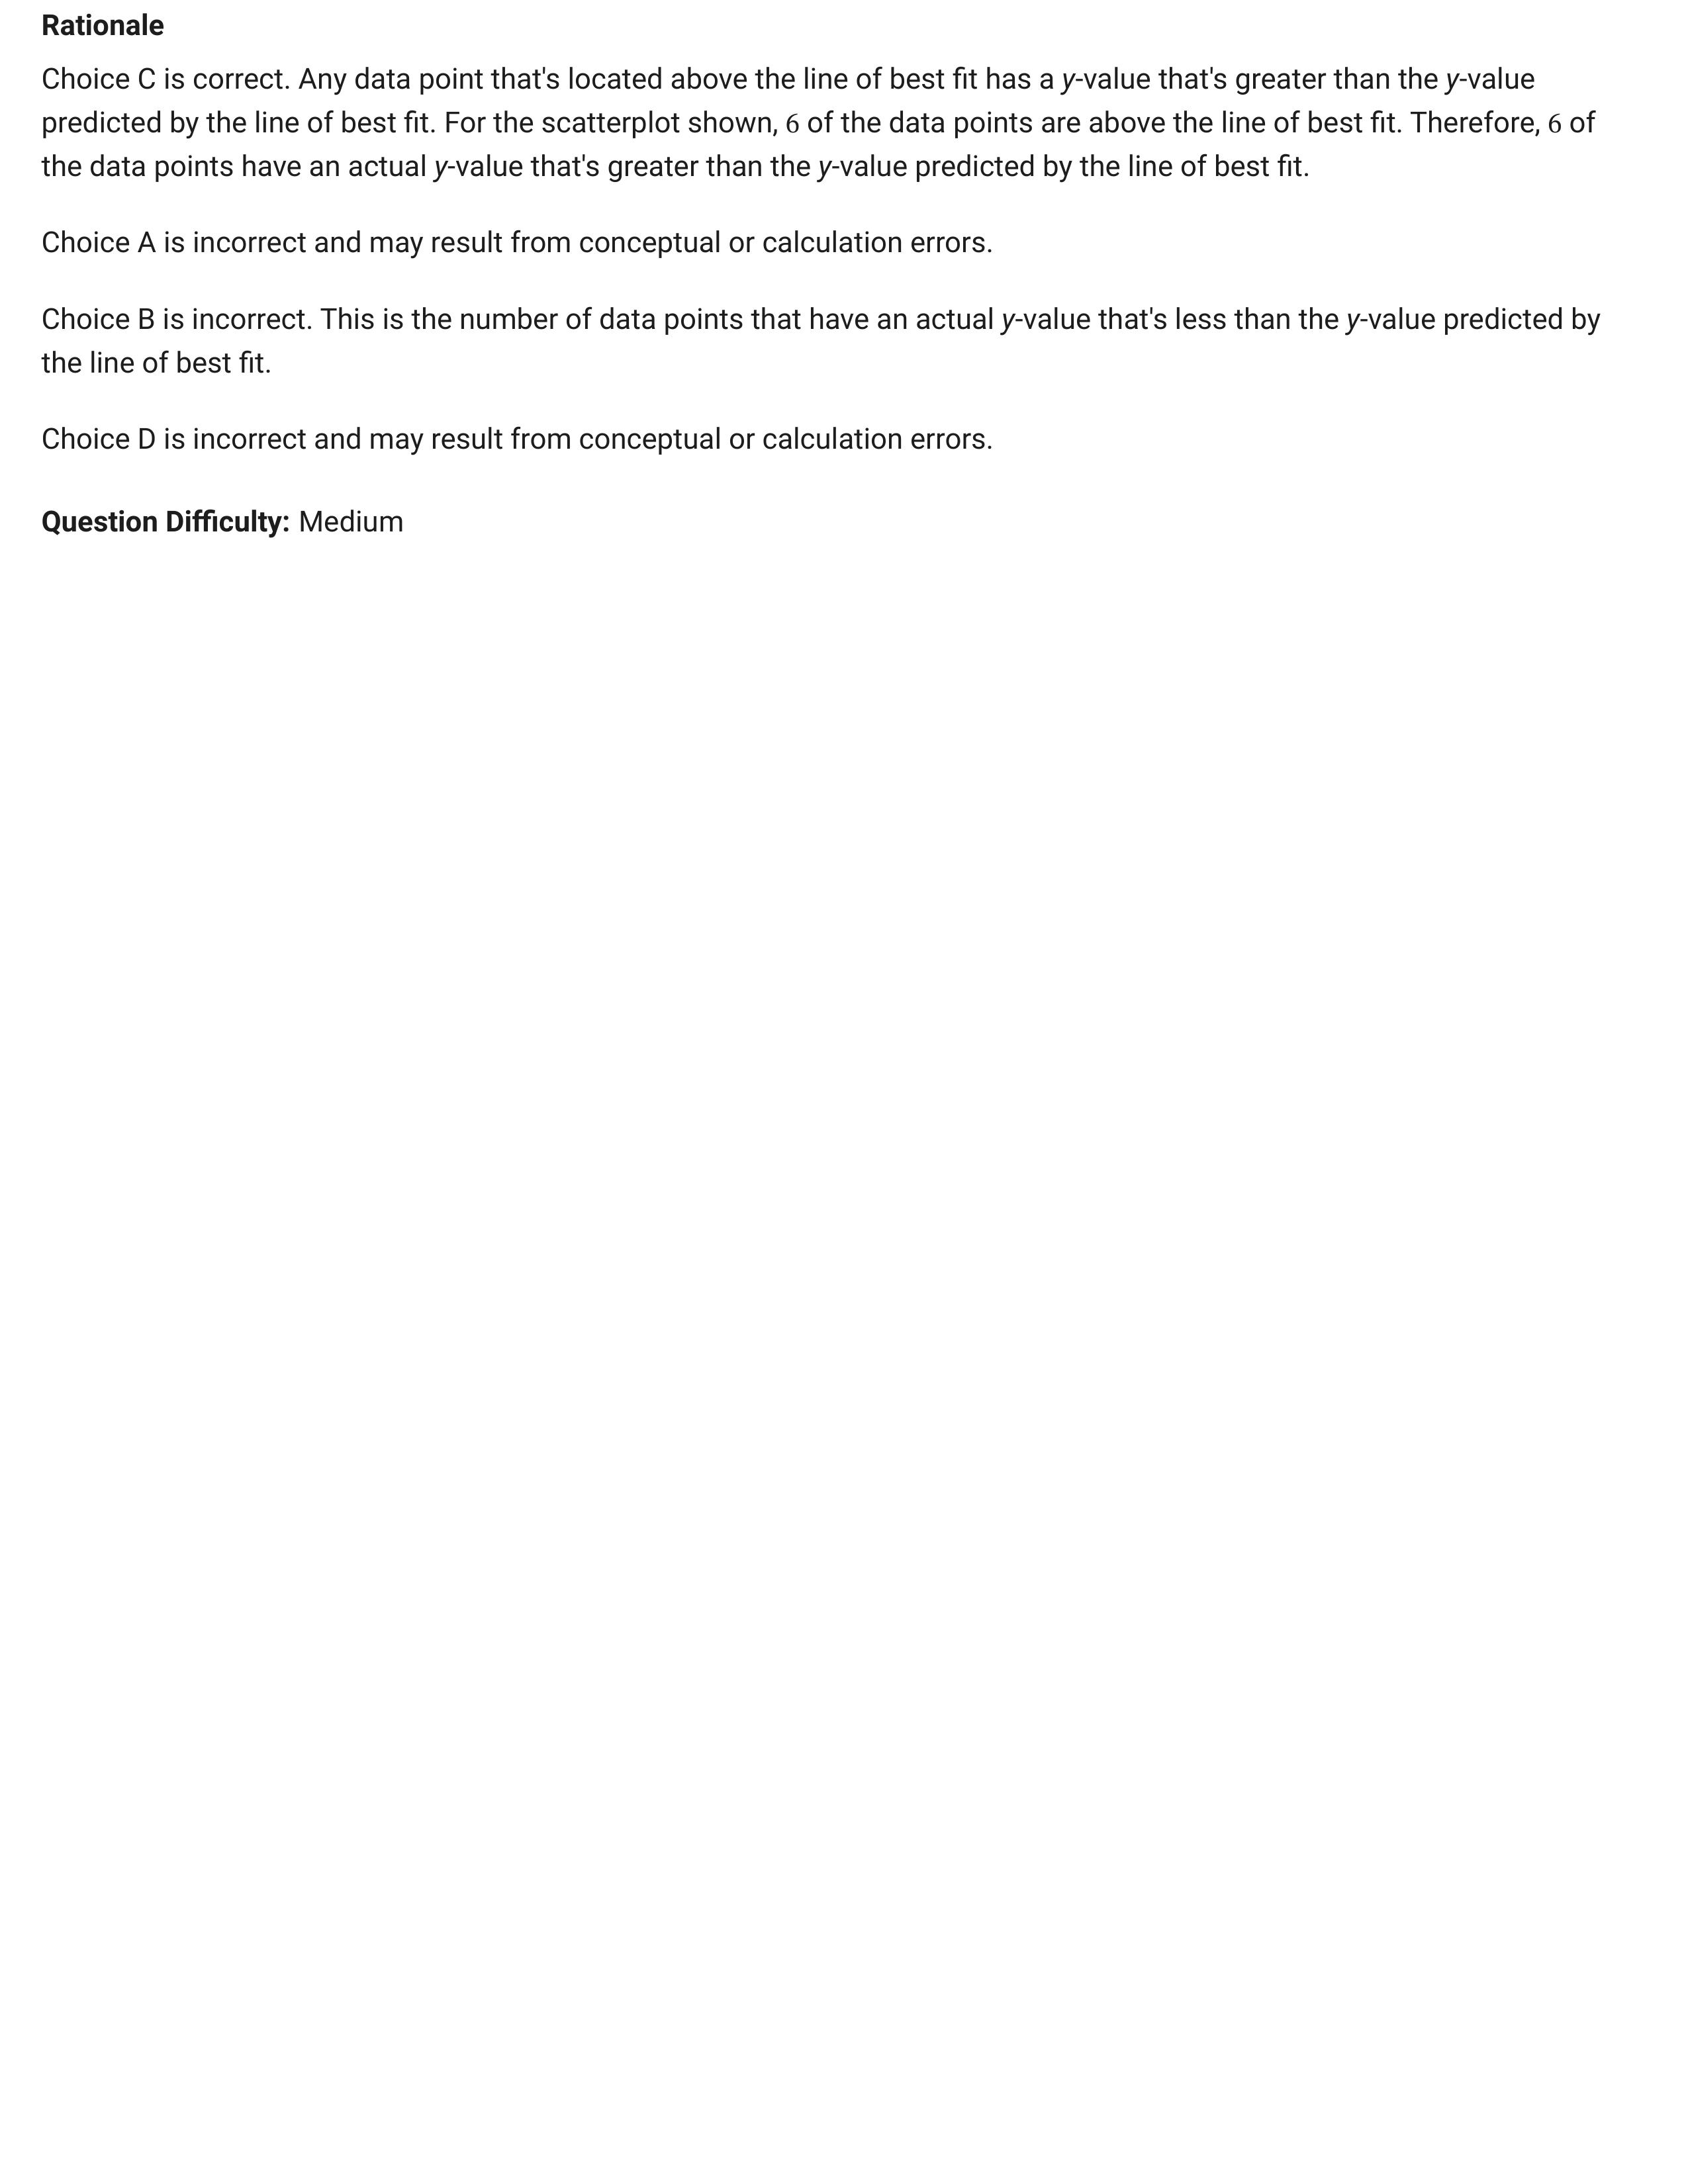 Rationale
Choice C is correct. Any data point that's located above the line of best fit has a y-value that's greater than the y-value
predicted by the line of best fit. For the scatterplot shown, 6 of the data points are above the line of best fit. Therefore, 6 of
the data points have an actual y-value that's greater than the y-value predicted by the line of best fit.
Choice A is incorrect and may result from conceptual or calculation errors.
Choice B is incorrect. This is the number of data points that have an actual y-value that's less than the y-value predicted by
the line of best fit.
Choice D is incorrect and may result from conceptual or calculation errors.
Question Difficulty: Medium